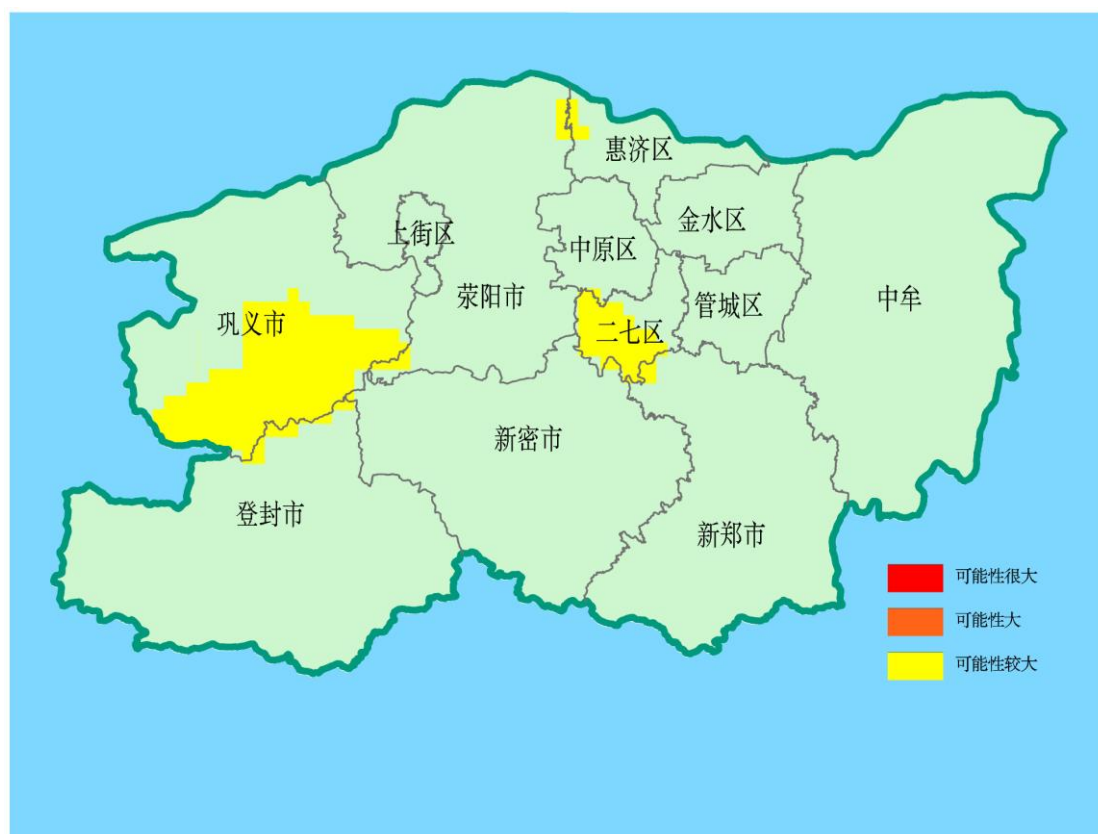 惠济区
金水区
上街区
中原区
荥阳市
管城区
中牟
巩义市
二七区
新密市
登封市
新郑市
可能性很大
可能性大
可能性较大